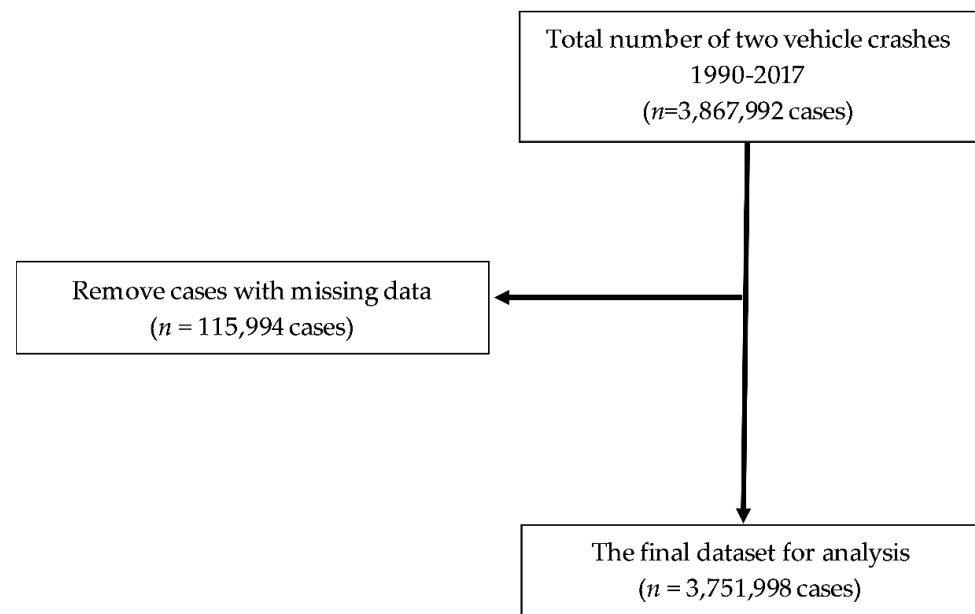 Total number of two vehicle crashes
1990-2017
(n=3,867,992 cases)
Remove cases with missing data
(n = 115,994 cases)
The final dataset for analysis
(n = 3,751,998 cases)